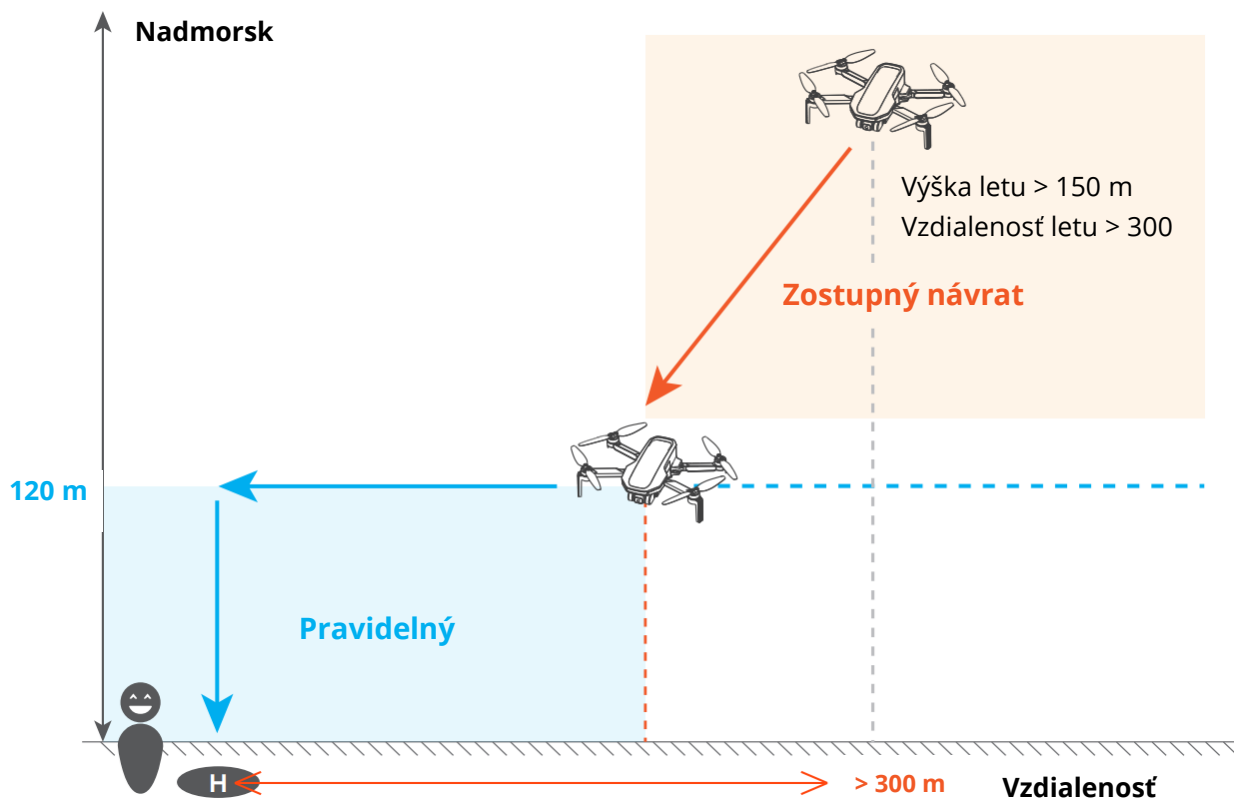 Nadmorsk
Výška letu > 150 m
Vzdialenosť letu > 300
Zostupný návrat
120 m
Pravidelný
H
> 300 m
Vzdialenosť